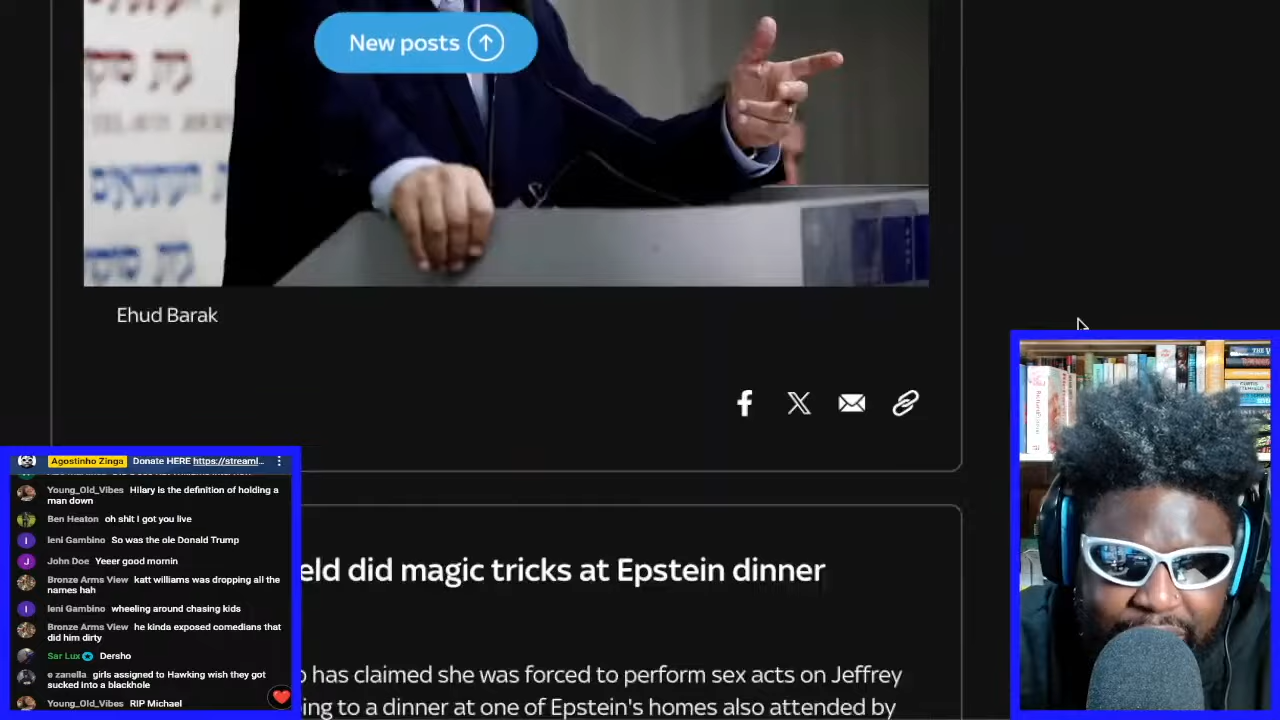 New posts
Ehud Barak
eld did magic tricks at Epstein dinner
has claimed she was forced to perform sex acts on Jeffrey
ing to a dinner at one of Epstein's homes also attended by
Agostinho Zinga Donate HERE https://streaml...
Young_Old_Vibes Hilary is the definition of holding a
man down
Ben Heaton oh shit I got you live
Ieni Gambino So was the ole Donald Trump
John Doe Yeeer good mornin
Bronze Arms View katt williams was dropping all the
names hah
Ieni Gambino wheeling around chasing kids
Bronze Arms View he kinda exposed comedians that
did him dirty
Sar Lux Dersho
e zanella girls assigned to Hawking wish they got
sucked into a blackhole
Young_Old_Vibes RIP Michael